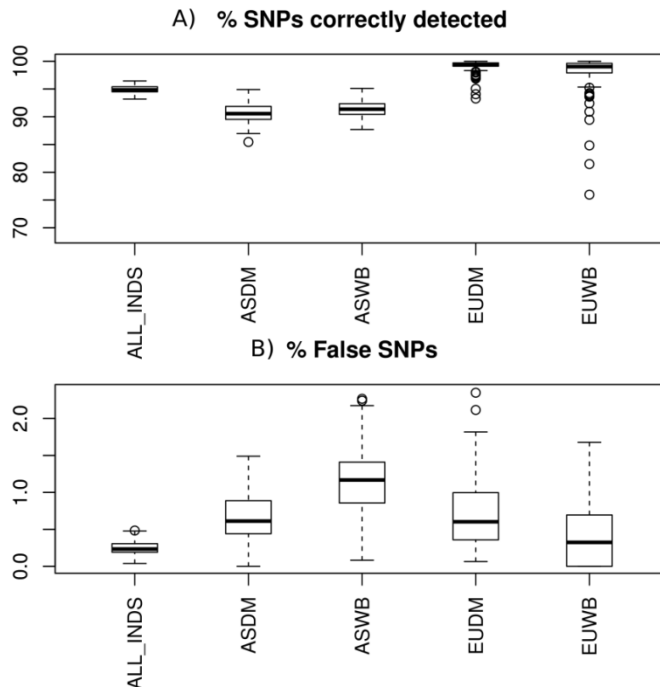 A) % SNPs correctly detected
100
90
80
70
ALL_INDS
ASDM
ASWB
EUDM
EUWB
B) % False SNPs
2.0
1.0
0.0
ALL_INDS
ASDM
ASWB
EUDM
EUWB